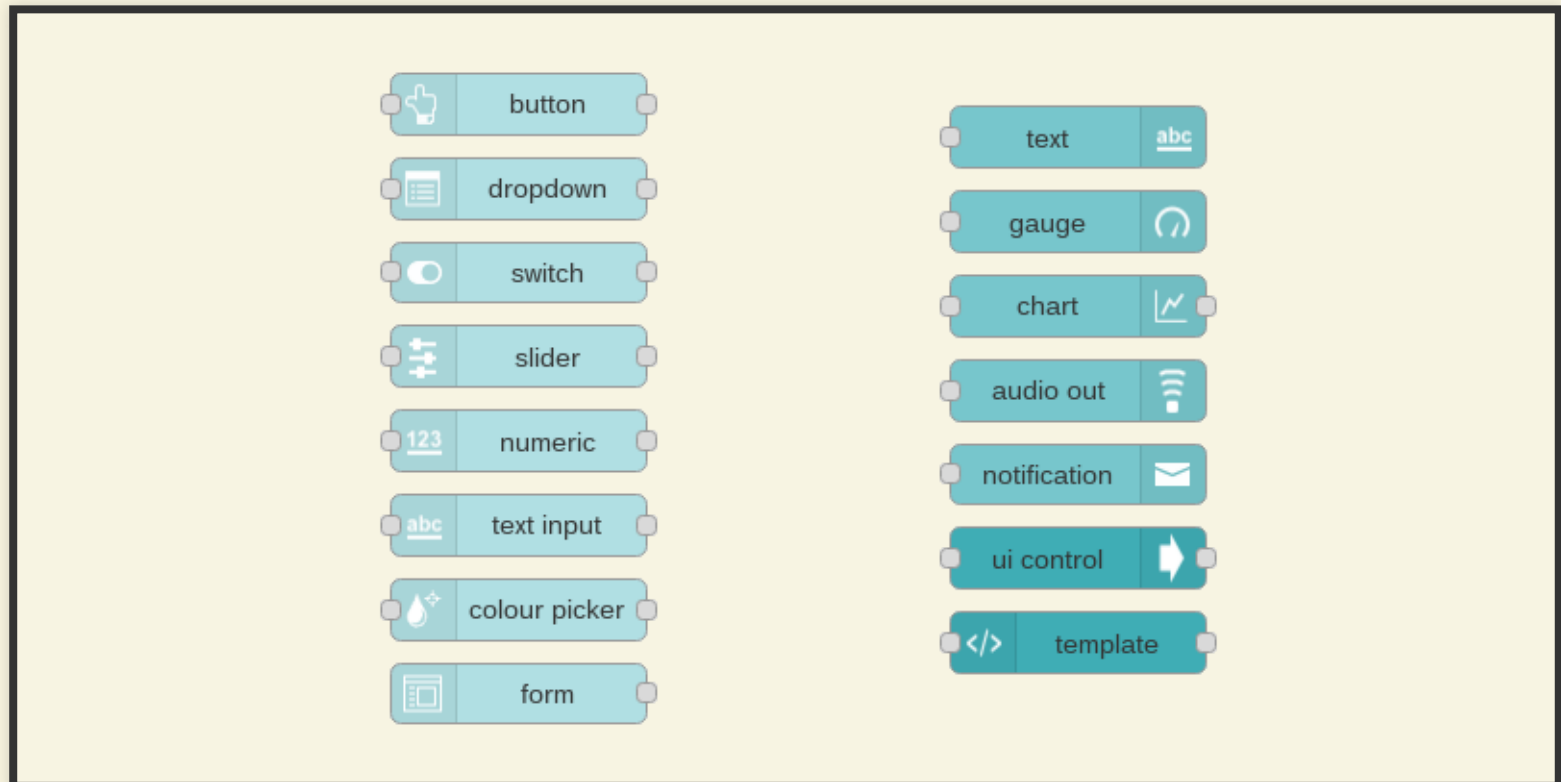 button
dropdown
switch
slider
123 numeric
abc text input
colour picker
form
text abc
gauge
chart
audio out
notification
ui control
</> template